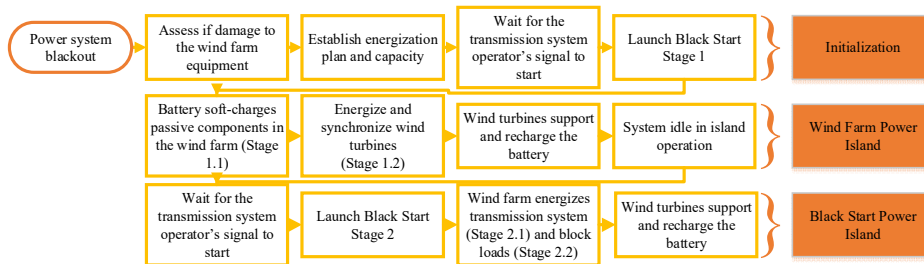 Power system
blackout
Assess if damage to
the wind farm
equipment
Establish energization
plan and capacity
Wait for the
transmission system
operator's signal to
start
Launch Black Start
Stage 1
Initialization
Battery soft-charges
passive components in
the wind farm (Stage
1.1)
Energize and
synchronize wind
turbines
(Stage 1.2)
Wind turbines support
and recharge the
battery
System idle in island
operation
Wind Farm Power
Island
Wait for the
transmission system
operator's signal to
start
Launch Black Start
Stage 2
Wind farm energizes
transmission system
(Stage 2.1) and block
loads (Stage 2.2)
Wind turbines support
and recharge the
battery
Black Start Power
Island